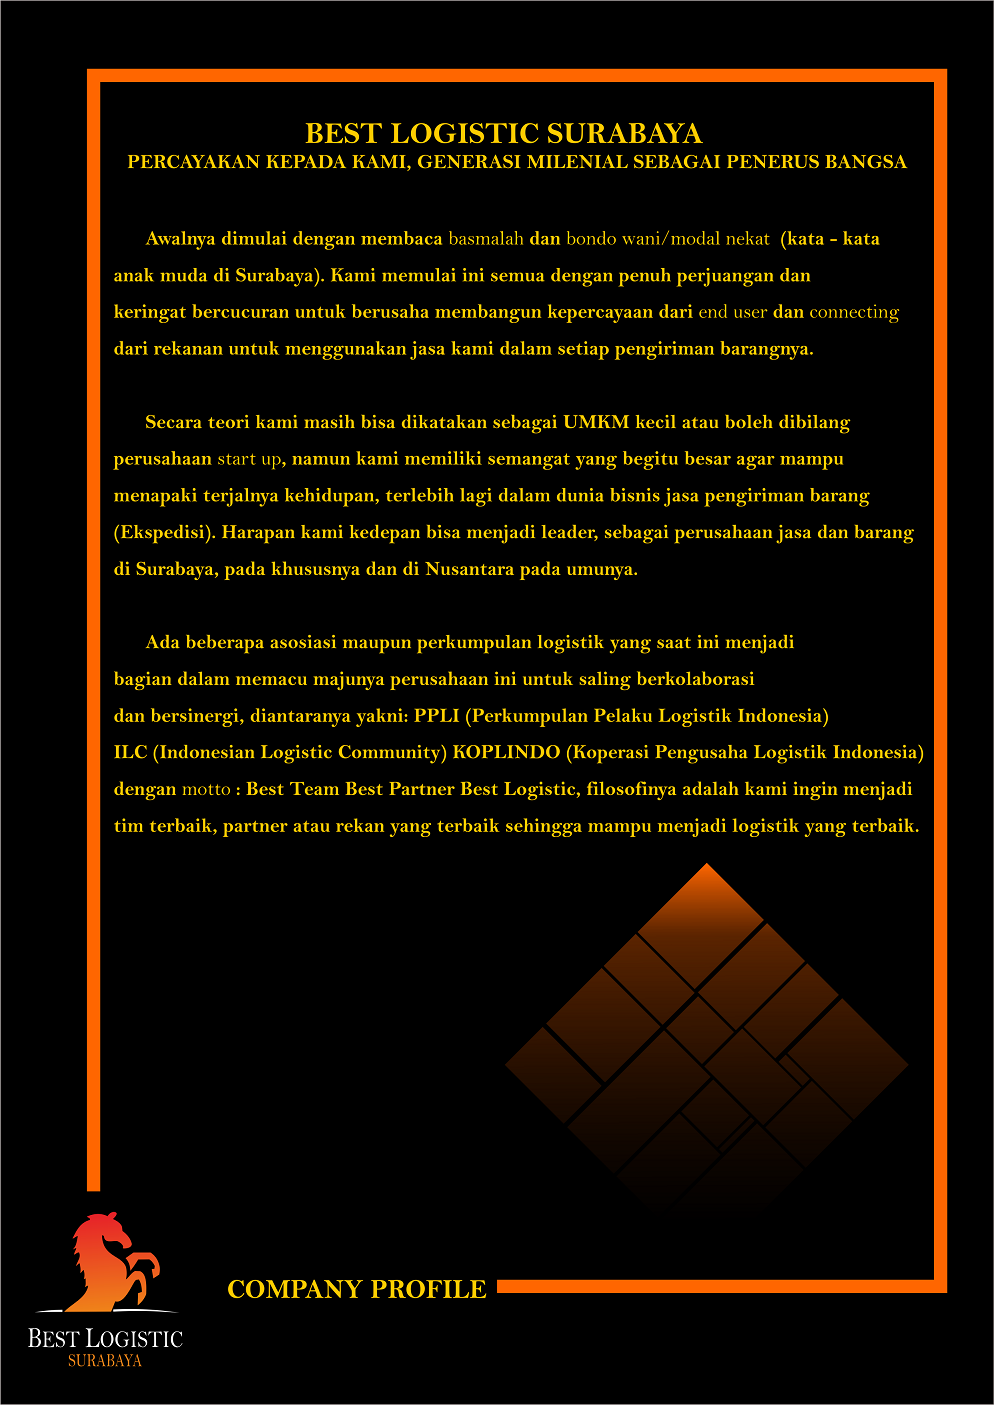 BEST LOGISTIC SURABAYA
PERCAYAKAN KEPADA KAMI, GENERASI MILENIAL SEBAGAI PENERUS BANGSA
Awalnya dimulai dengan membaca basmalah dan bondo wani/modal nekat (kata - kata
anak muda di Surabaya). Kami memulai ini semua dengan penuh perjuangan dan
keringat bercucuran untuk berusaha membangun kepercayaan dari end user dan connecting
dari rekanan untuk menggunakan jasa kami dalam setiap pengiriman barangnya.
Secara teori kami masih bisa dikatakan sebagai UMKM kecil atau boleh dibilang
perusahaan start up, namun kami memiliki semangat yang begitu besar agar mampu
menapaki terjalnya kehidupan, terlebih lagi dalam dunia bisnis jasa pengiriman barang
(Ekspedisi). Harapan kami kedepan bisa menjadi leader, sebagai perusahaan jasa dan barang
di Surabaya, pada khususnya dan di Nusantara pada umunya.
Ada beberapa asosiasi maupun perkumpulan logistik yang saat ini menjadi
bagian dalam memacu majunya perusahaan ini untuk saling berkolaborasi
dan bersinergi, diantaranya yakni: PPLI (Perkumpulan Pelaku Logistik Indonesia)
ILC (Indonesian Logistic Community) KOPLINDO (Koperasi Pengusaha Logistik Indonesia)
dengan motto : Best Team Best Partner Best Logistic, filosofinya adalah kami ingin menjadi
tim terbaik, partner atau rekan yang terbaik sehingga mampu menjadi logistik yang terbaik.
COMPANY PROFILE
BEST LOGISTIC
SURABAYA